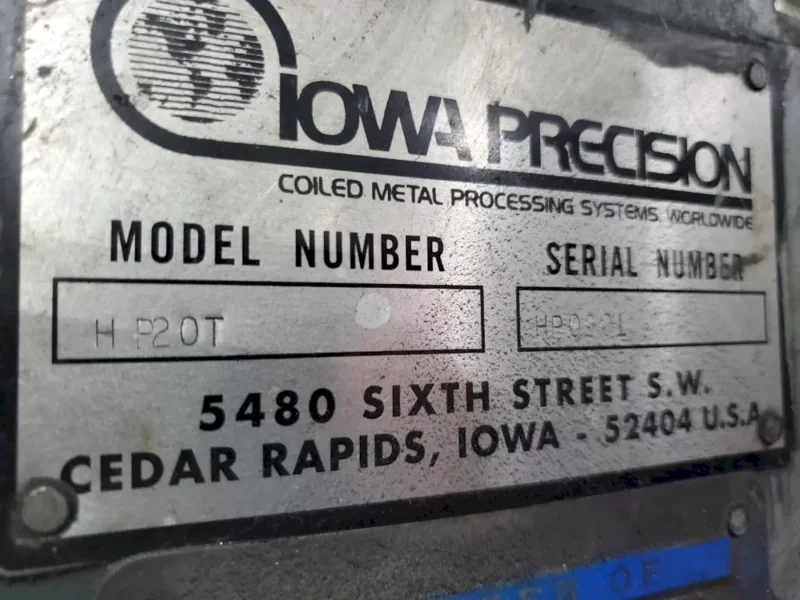 IOWA PRECISION
COILED METAL PROCESSING SYSTEMS, WORLDWIDE
MODEL NUMBER
SERIAL NUMBER
HP20T
5480 SIXTH STREET S.W.
CEDAR RAPIDS, IOWA - 52404 U.S.A
OF